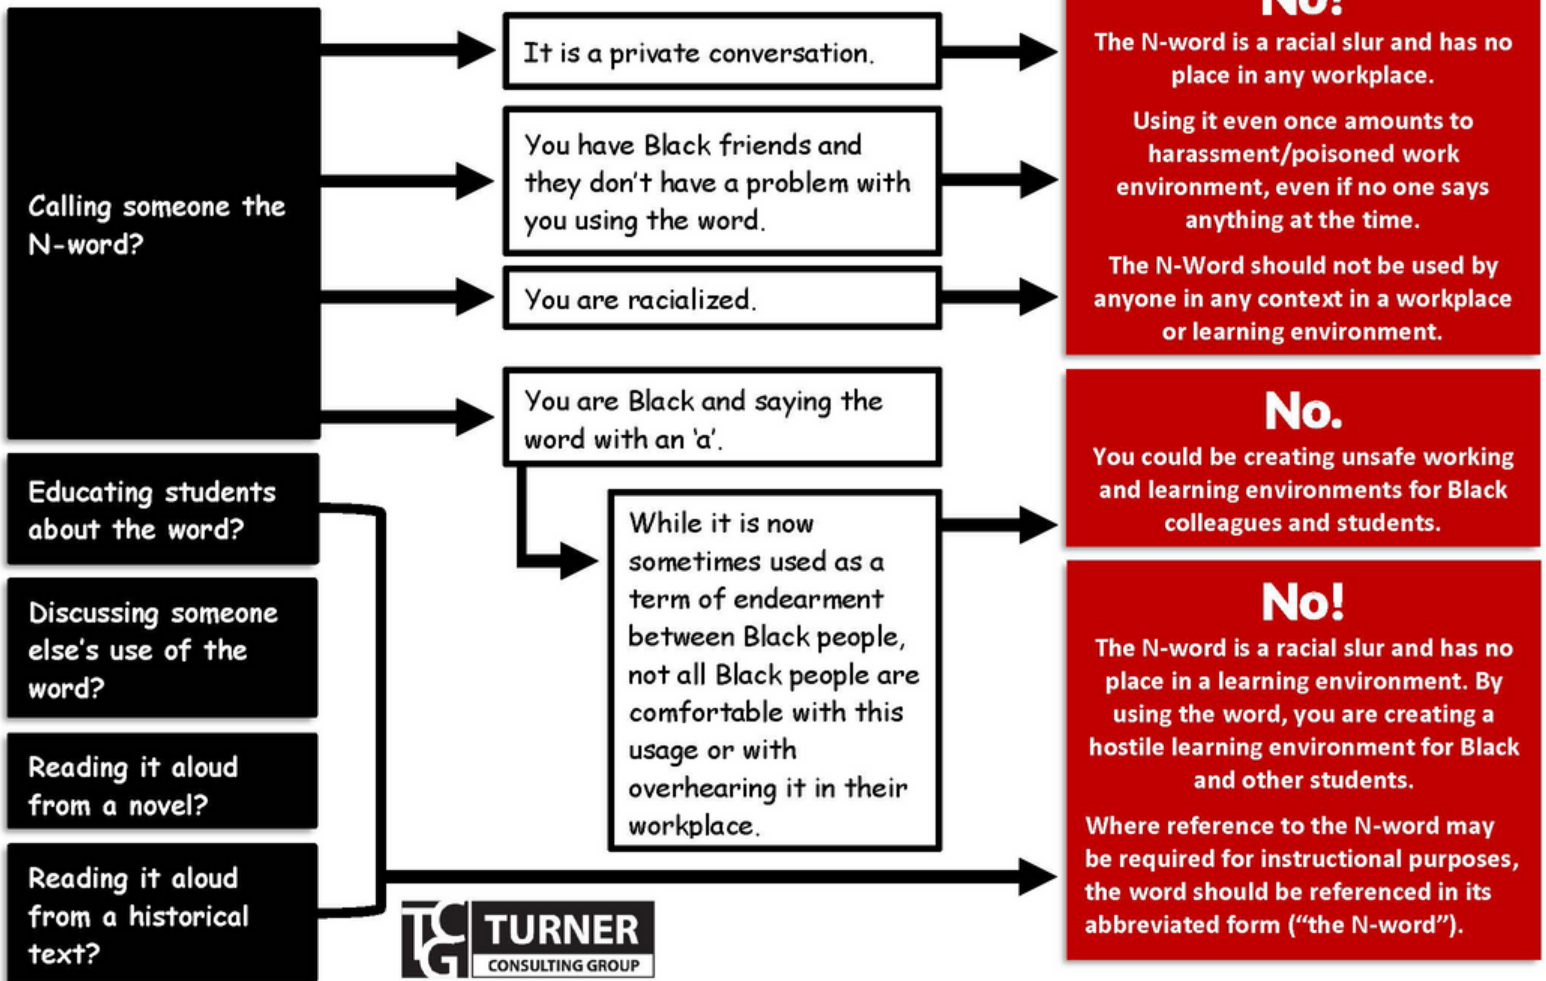 Calling someone the
N-word?
It is a private conversation.
You have Black friends and
they don't have a problem with
you using the word.
You are racialized.
No!
The N-word is a racial slur and has no
place in any workplace.
Using it even once amounts to
harassment/poisoned work
environment, even if no one says
anything at the time.
The N-Word should not be used by
anyone in any context in a workplace
or learning environment.
You are Black and saying the
word with an 'a'.
While it is now
sometimes used as a
term of endearment
between Black people,
not all Black people are
comfortable with this
usage or with
overhearing it in their
workplace.
No.
You could be creating unsafe working
and learning environments for Black
colleagues and students.
Educating students
about the word?
Discussing someone
else's use of the
word?
Reading it aloud
from a novel?
Reading it aloud
from a historical
text?
No!
The N-word is a racial slur and has no
place in a learning environment. By
using the word, you are creating a
hostile learning environment for Black
and other students.
Where reference to the N-word may
be required for instructional purposes,
the word should be referenced in its
abbreviated form (“the N-word”).
TCG
TURNER
CONSULTING GROUP